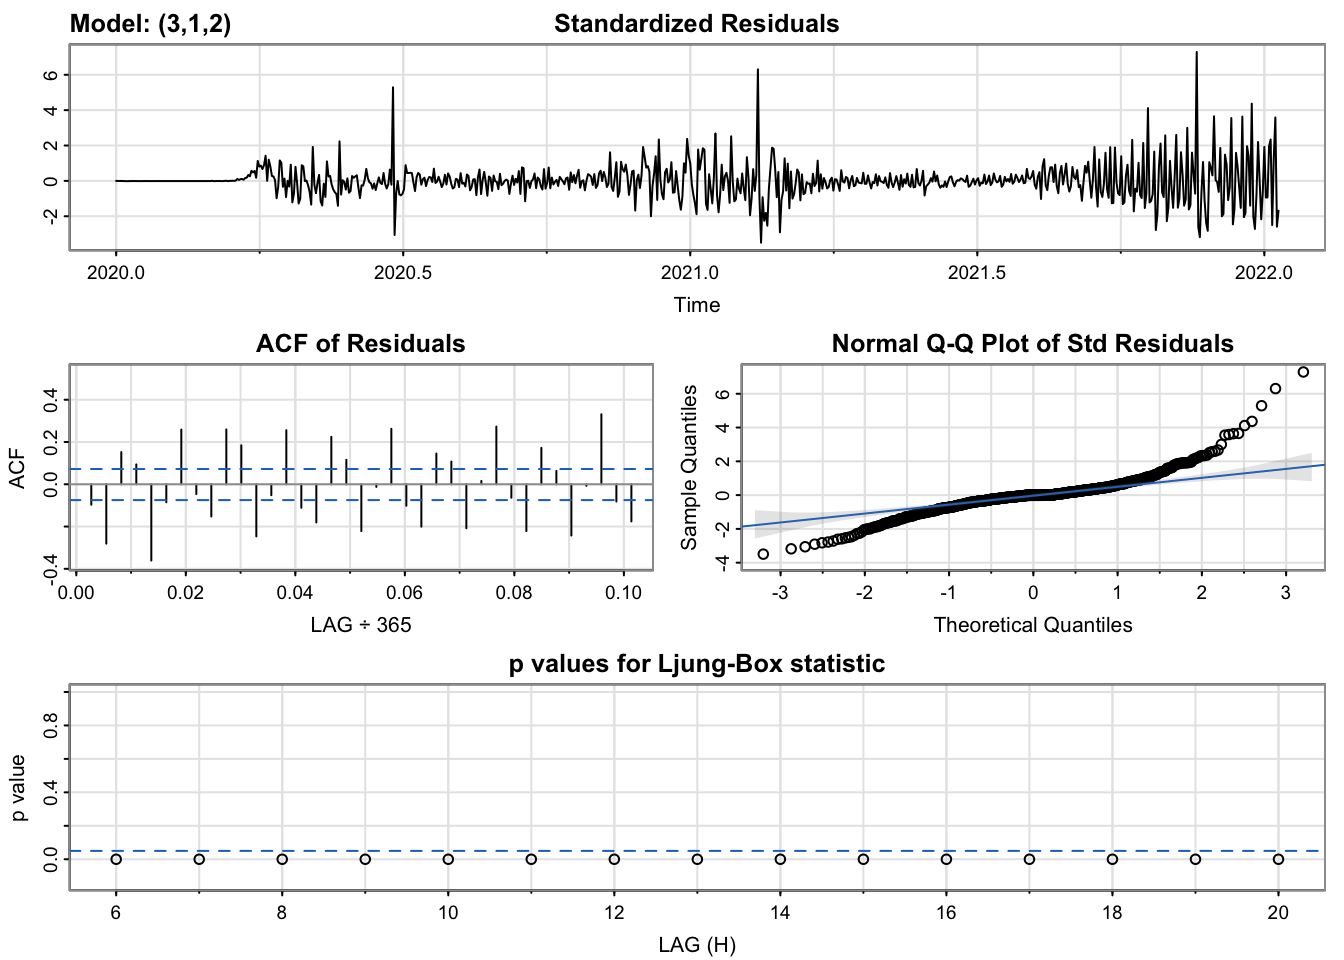 Model: (3,1,2) Standardized Residuals
6
4
2
0
-2
2020.0 2020.5 2021.0 2021.5 2022.0
Time
ACF of Residuals
ACF
0.4
0.2
0.0
-0.4
0.00 0.02 0.04 0.06 0.08 0.10
LAG ÷ 365
Normal Q-Q Plot of Std Residuals
Sample Quantiles
6
4
2
0
-2
-4
-3 -2 -1 0 1 2 3
Theoretical Quantiles
p values for Ljung-Box statistic
p value
0.8
0.4
0.0
6 8 10 12 14 16 18 20
LAG (H)